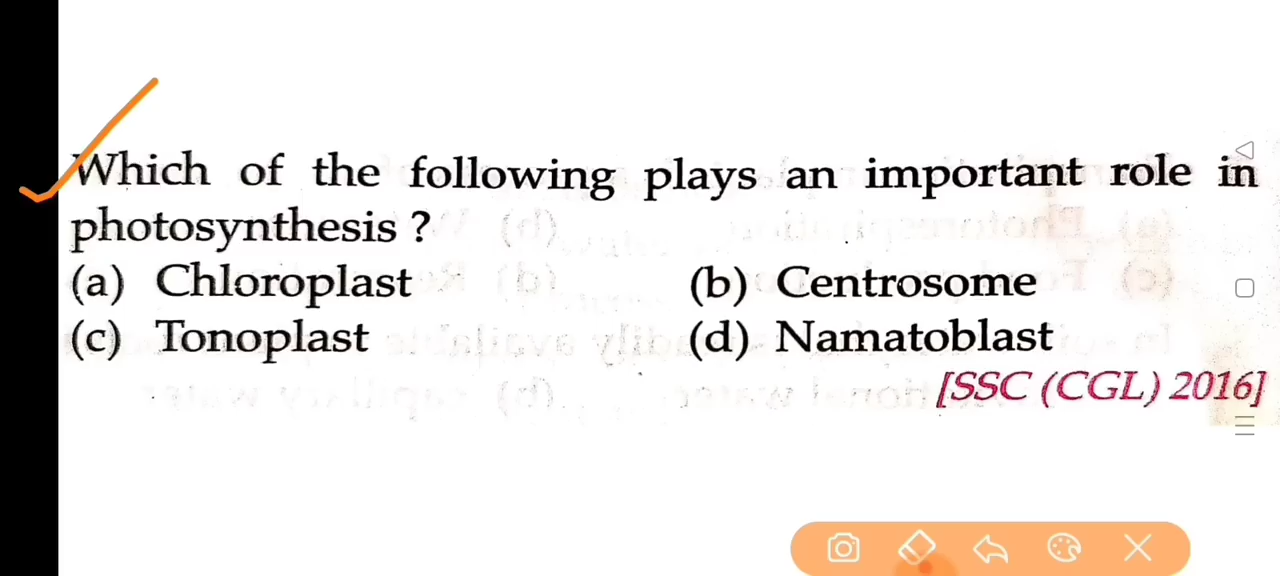 Which of the following plays an important role in
photosynthesis ?
(a) Chloroplast (b) Centrosome
(c) Tonoplast (d) Namatoblast
[SSC (CGL) 2016]